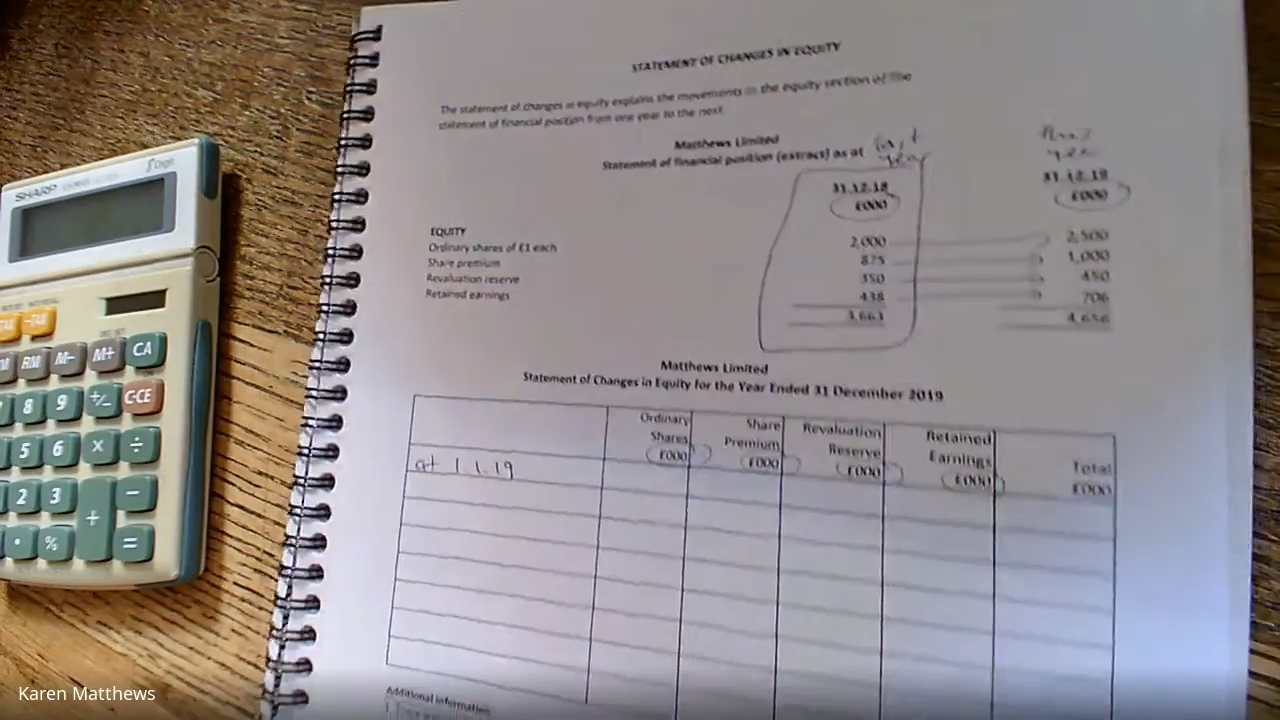 STATEMENT OF CHANGES IN EQUITY
The statement of changes in equity explains the movements in the equity section of the
statement of financial position from one year to the next.
Matthews Limited
Statement of financial position (extract) as at
last year
31.12.18
£000
31.12.19
£000
EQUITY
Ordinary shares of £1 each 2,000 2,500
Share premium 875 1,000
Revaluation reserve 350 450
Retained earnings 438 706
3,663 4,656
Matthews Limited
Statement of Changes in Equity for the Year Ended 31 December 2019
Ordinary Shares £000
Share Premium £000
Revaluation Reserve £000
Retained Earnings £000
Total £000
at 1.1.19
Additional information
SHARP
CA
RM M- M+
8 9 +/- C·CE
5 6 × ÷
2 3 + −
. % =
Karen Matthews